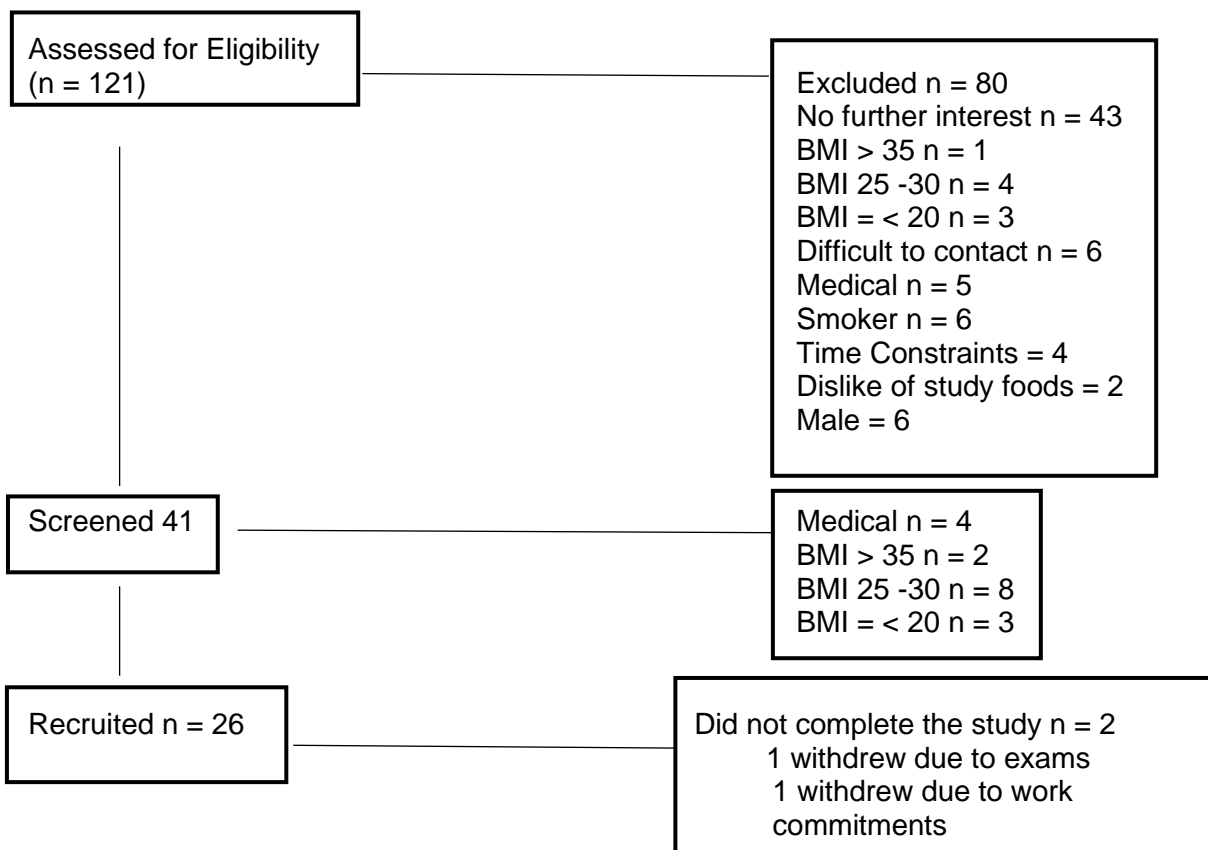 Assessed for Eligibility
(n = 121)
Excluded n = 80
No further interest n = 43
BMI > 35 n = 1
BMI 25 -30 n = 4
BMI = < 20 n = 3
Difficult to contact n = 6
Medical n = 5
Smoker n = 6
Time Constraints = 4
Dislike of study foods = 2
Male = 6
Screened 41
Medical n = 4
BMI > 35 n = 2
BMI 25 -30 n = 8
BMI = < 20 n = 3
Recruited n = 26
Did not complete the study n = 2
1 withdrew due to exams
1 withdrew due to work
commitments